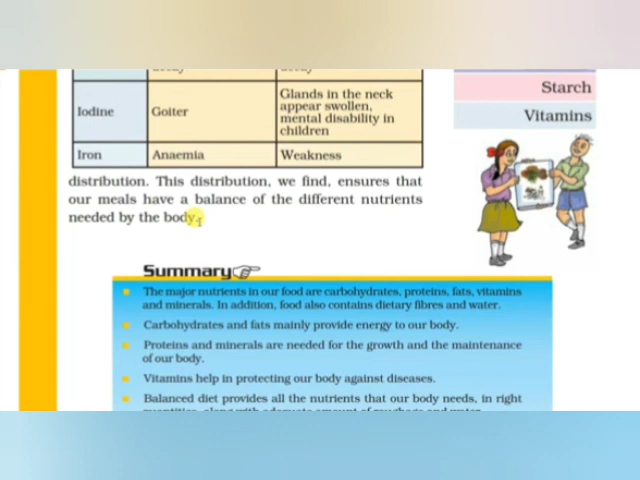 Iodine Goiter Glands in the neck
appear swollen,
mental disability in
children
Iron Anaemia Weakness
Starch
Vitamins
distribution. This distribution, we find, ensures that
our meals have a balance of the different nutrients
needed by the body.
Summary
The major nutrients in our food are carbohydrates, proteins, fats, vitamins
and minerals. In addition, food also contains dietary fibres and water.
Carbohydrates and fats mainly provide energy to our body.
Proteins and minerals are needed for the growth and the maintenance
of our body.
Vitamins help in protecting our body against diseases.
Balanced diet provides all the nutrients that our body needs, in right